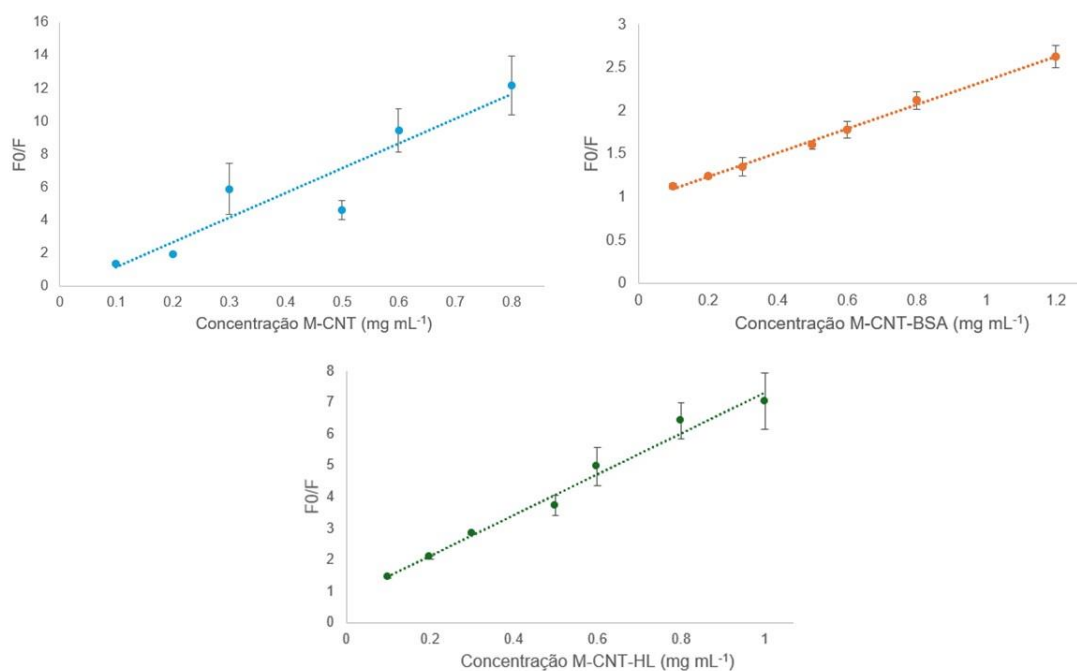 16
14
12
10
8
6
4
2
0
F0/F
0 0.1 0.2 0.3 0.4 0.5 0.6 0.7 0.8
Concentração M-CNT (mg mL⁻¹)
3
2.5
2
1.5
1
0.5
0
F0/F
0 0.2 0.4 0.6 0.8 1 1.2
Concentração M-CNT-BSA (mg mL⁻¹)
8
7
6
5
4
3
2
1
0
F0/F
0 0.2 0.4 0.6 0.8 1
Concentração M-CNT-HL (mg mL⁻¹)